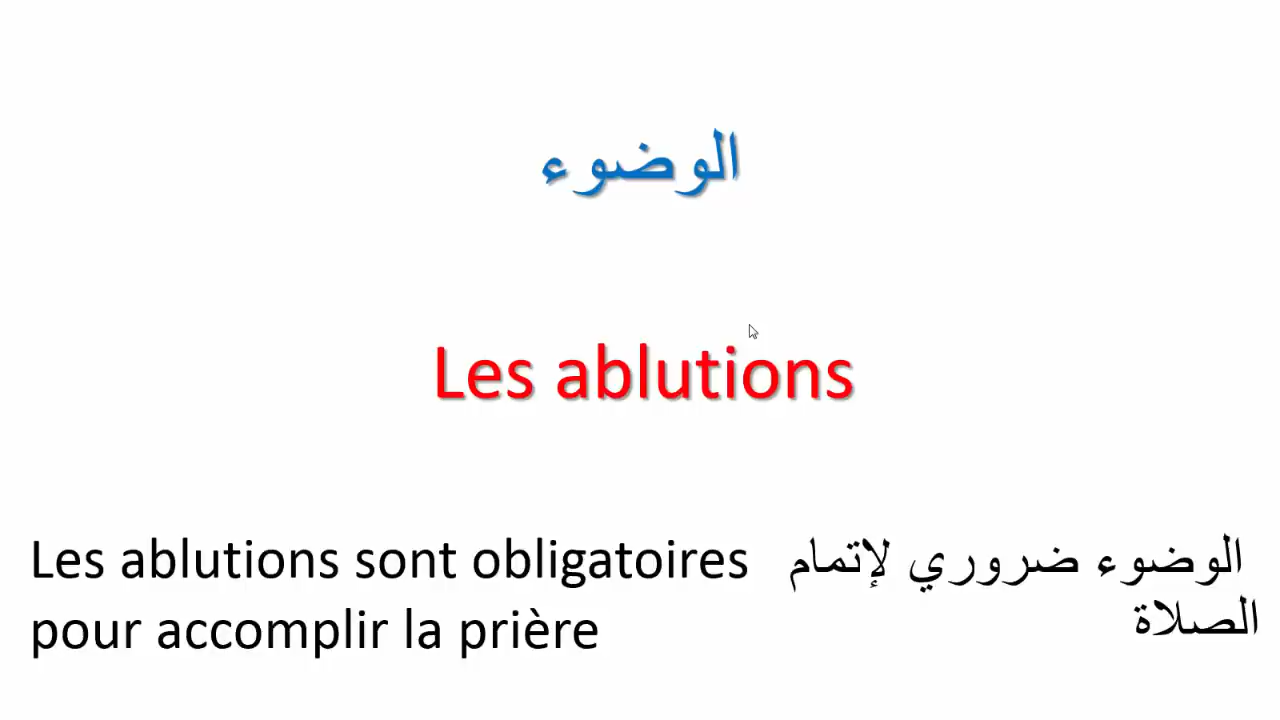 الوضوء
Les ablutions
Les ablutions sont obligatoires
pour accomplir la prière
الوضوء ضروري لإتمام
الصلاة